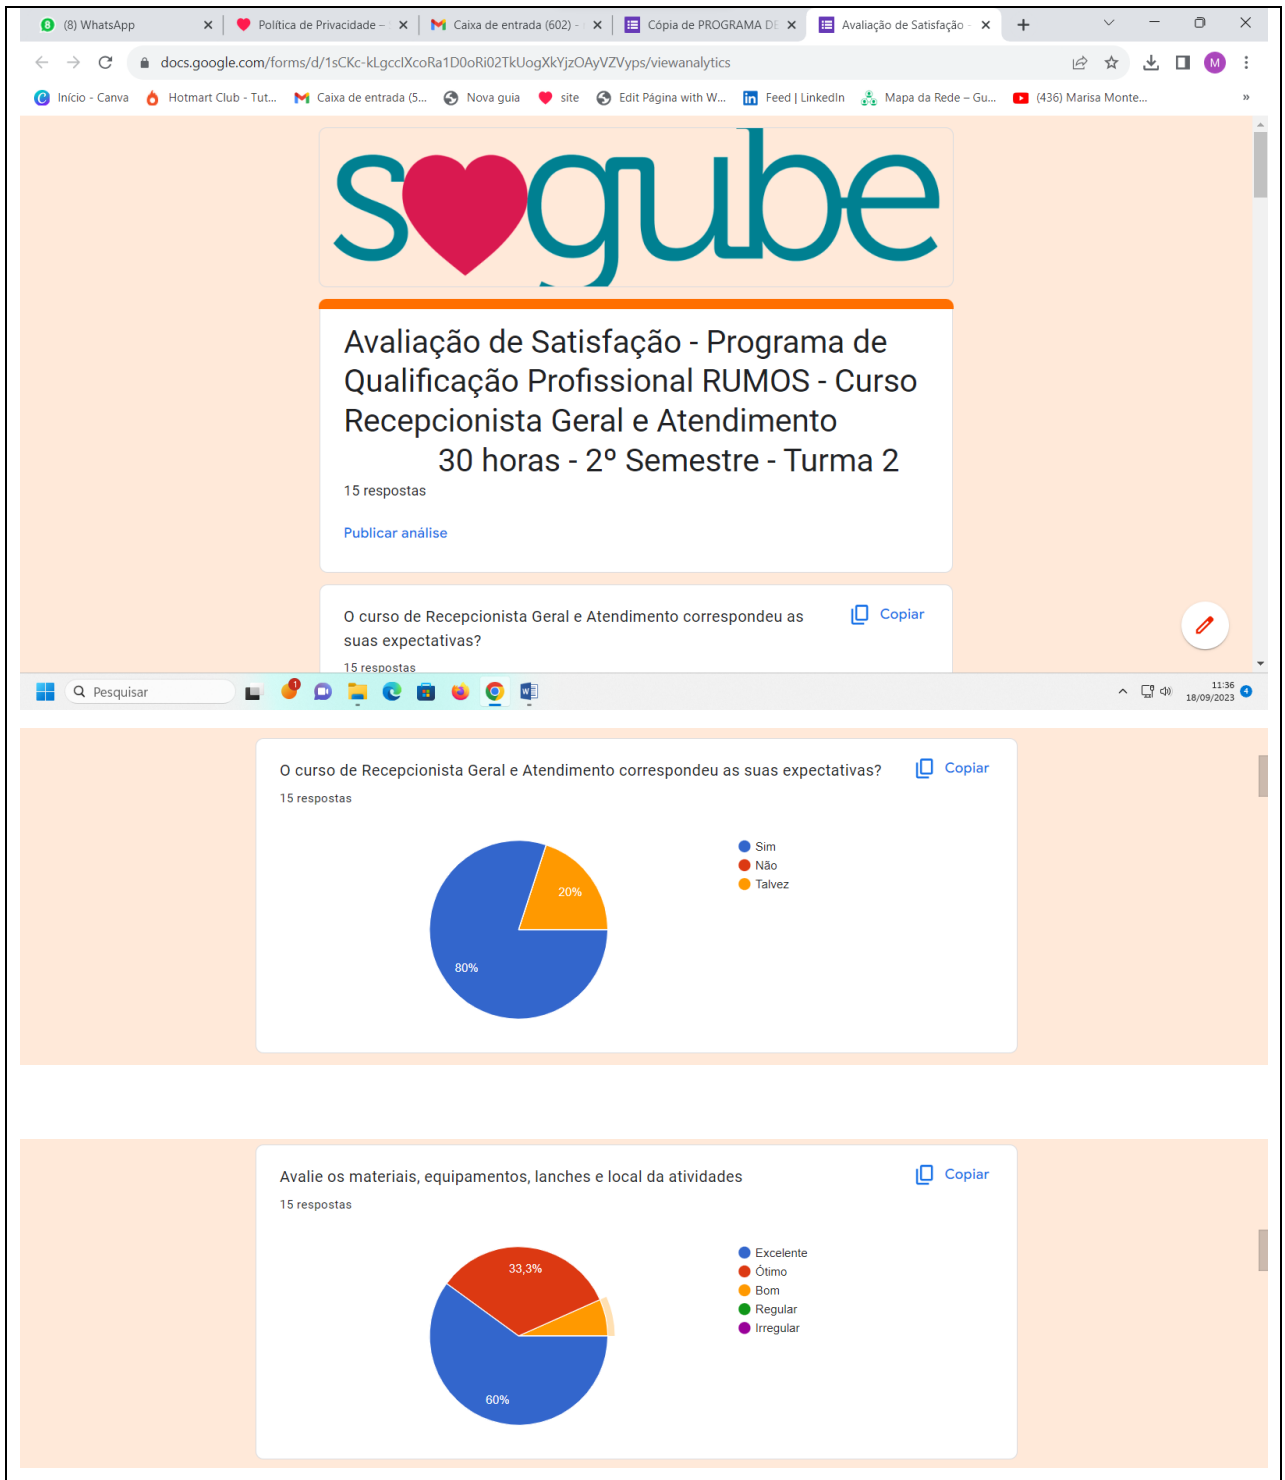 (8) WhatsApp
Política de Privacidade –
Caixa de entrada (602) -
Cópia de PROGRAMA DE
Avaliação de Satisfação -
docs.google.com/forms/d/1sCKc-kLgccIXcoRa1D0oRi02TkUogXkYjzOAyVZVyps/viewanalytics
M
Início - Canva
Hotmart Club - Tut...
Caixa de entrada (5...
Nova guia
site
Edit Página with W...
Feed | LinkedIn
Mapa da Rede – Gu...
(436) Marisa Monte...
»
sogube
Avaliação de Satisfação - Programa de
Qualificação Profissional RUMOS - Curso
Recepcionista Geral e Atendimento
30 horas - 2º Semestre - Turma 2
15 respostas
Publicar análise
O curso de Recepcionista Geral e Atendimento correspondeu as
suas expectativas?
Copiar
15 respostas
Pesquisar
1
11:36
18/09/2023
4
O curso de Recepcionista Geral e Atendimento correspondeu as suas expectativas?
Copiar
15 respostas
Sim
Não
Talvez
20%
80%
Avalie os materiais, equipamentos, lanches e local da atividades
Copiar
15 respostas
Excelente
Ótimo
Bom
Regular
Irregular
33,3%
60%